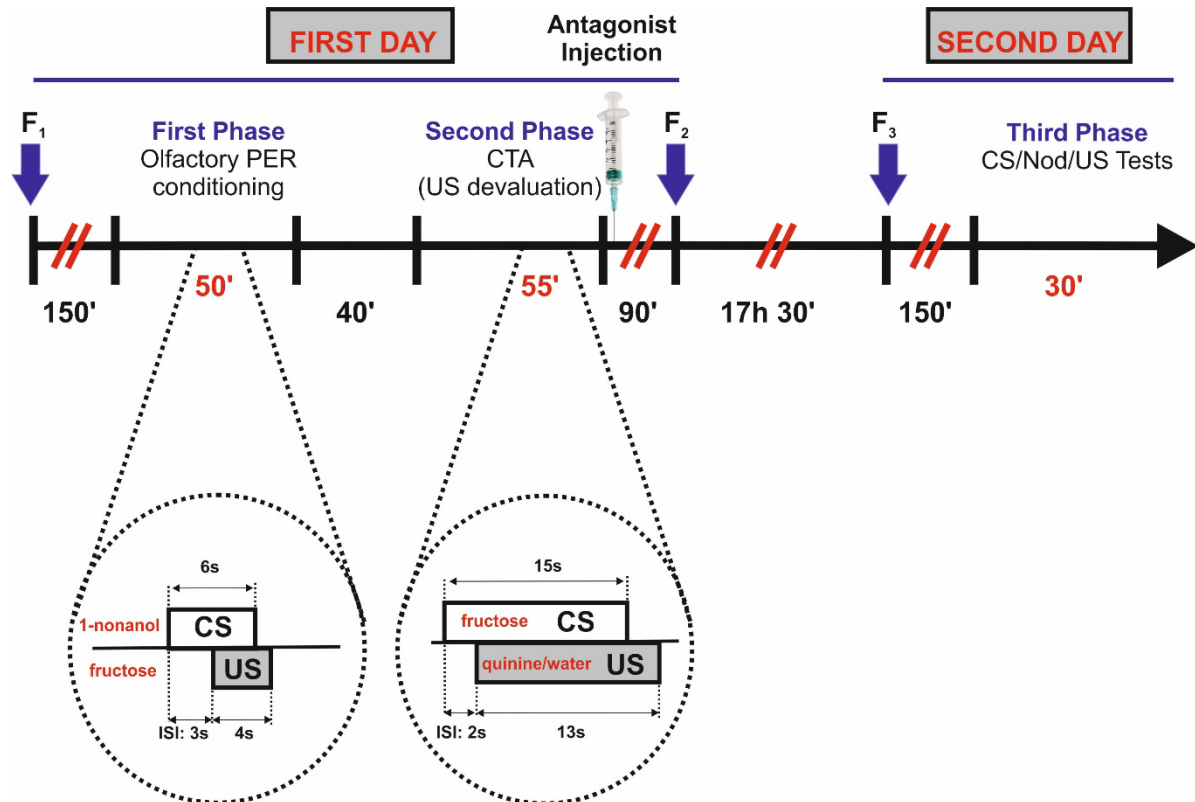 FIRST DAY
Antagonist
Injection
SECOND DAY
F1
First Phase
Olfactory PER
conditioning
Second Phase
CTA
(US devaluation)
F2
F3
Third Phase
CS/Nod/US Tests
150'
50'
40'
55'
90'
17h 30'
150'
30'
6s
1-nonanol
CS
fructose
US
ISI: 3s
4s
15s
fructose
CS
quinine/water
US
ISI: 2s
13s